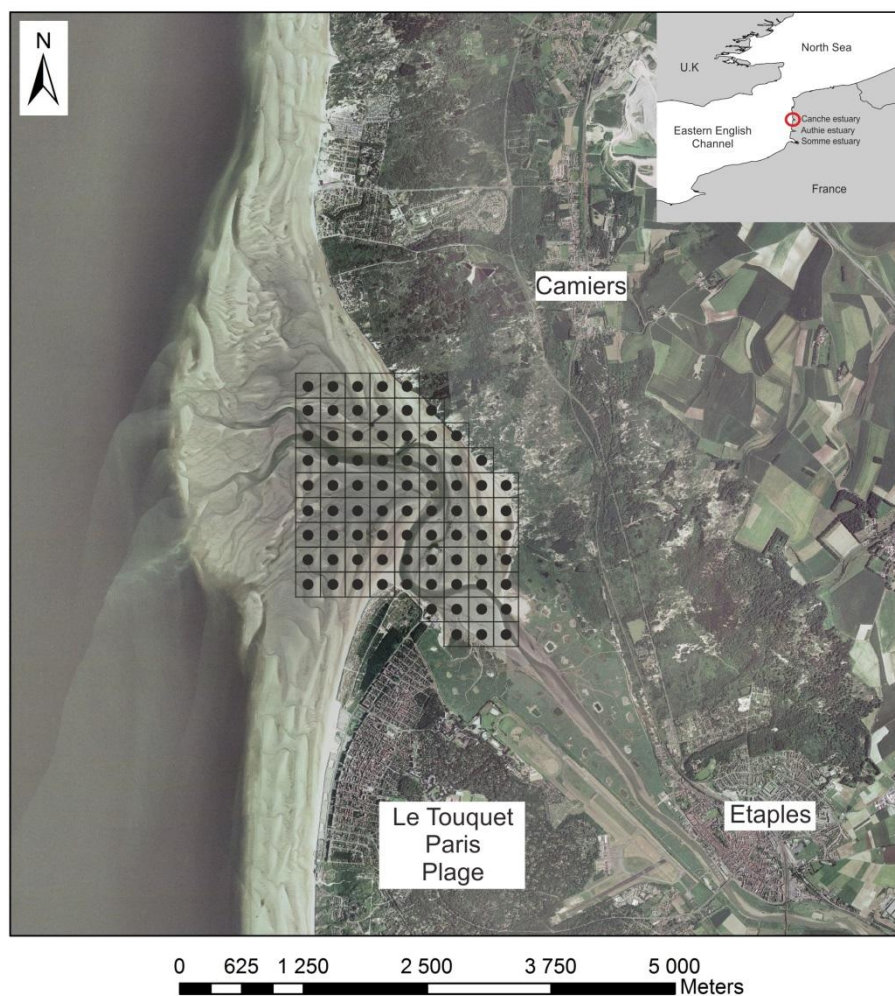 N
U.K
North Sea
Eastern English
Channel
Canche estuary
Authie estuary
Somme estuary
France
Camiers
Le Touquet
Paris
Plage
Etaples
0 625 1 250 2 500 3 750 5 000
Meters